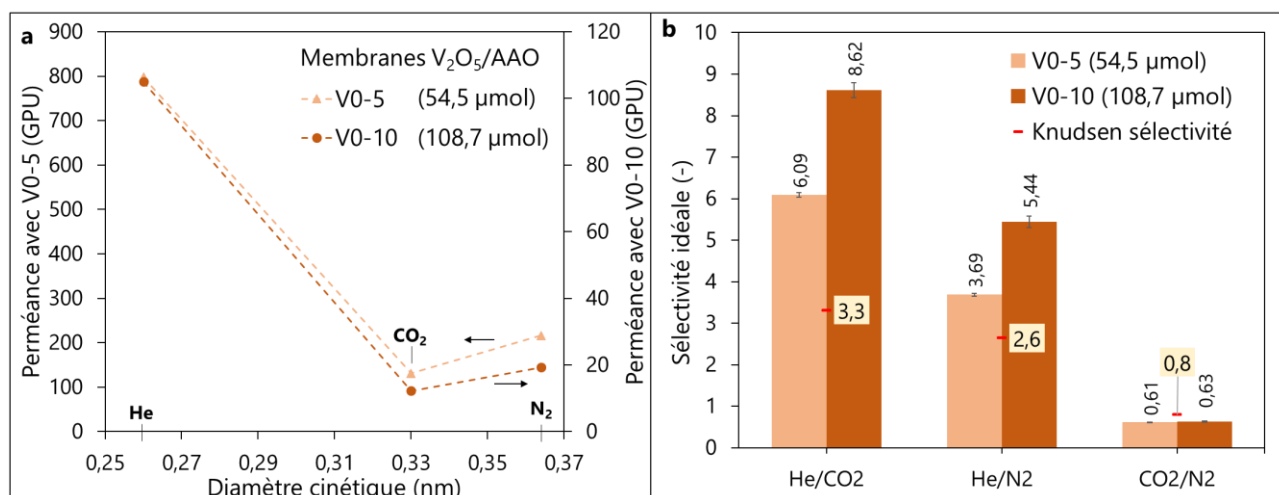 a
Membranes V₂O₅/AAO
V0-5 (54,5 µmol)
V0-10 (108,7 µmol)
Perméance avec V0-5 (GPU)
900
800
700
600
500
400
300
200
100
0
Perméance avec V0-10 (GPU)
120
100
80
60
40
20
0
He
CO₂
N₂
0,25 0,27 0,29 0,31 0,33 0,35 0,37
Diamètre cinétique (nm)
b
V0-5 (54,5 µmol)
V0-10 (108,7 µmol)
Knudsen sélectivité
Sélectivité idéale (-)
10
9
8
7
6
5
4
3
2
1
0
6,09
8,62
3,3
3,69
5,44
2,6
0,61
0,8
0,63
He/CO2 He/N2 CO2/N2